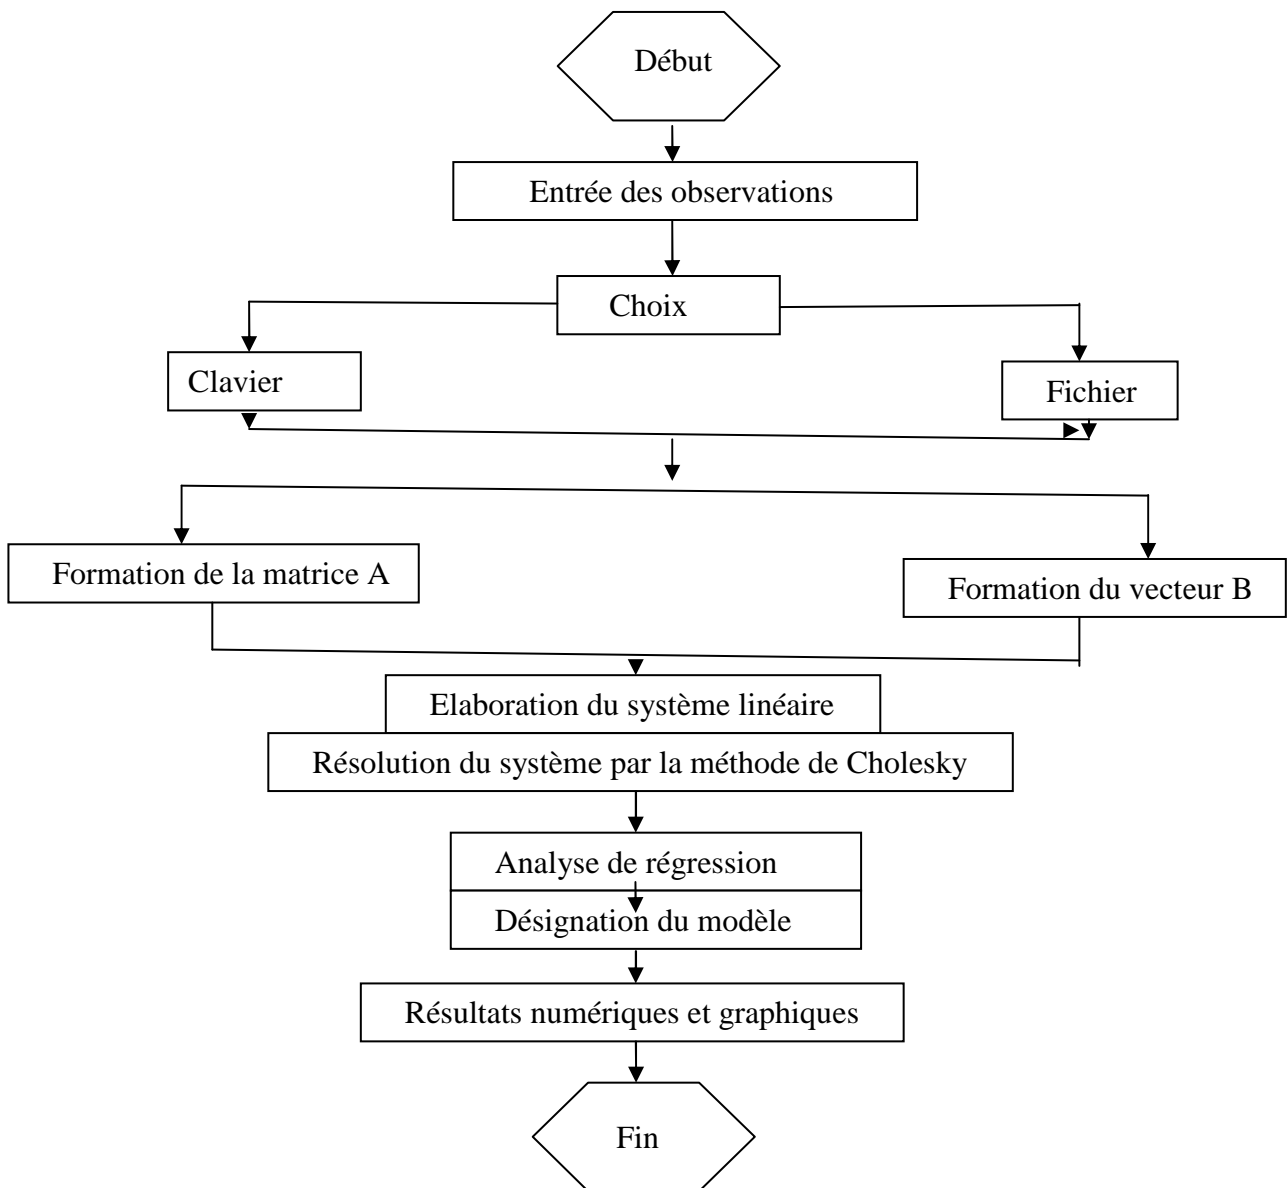 Début
Entrée des observations
Choix
Clavier
Fichier
Formation de la matrice A
Formation du vecteur B
Elaboration du système linéaire
Résolution du système par la méthode de Cholesky
Analyse de régression
Désignation du modèle
Résultats numériques et graphiques
Fin